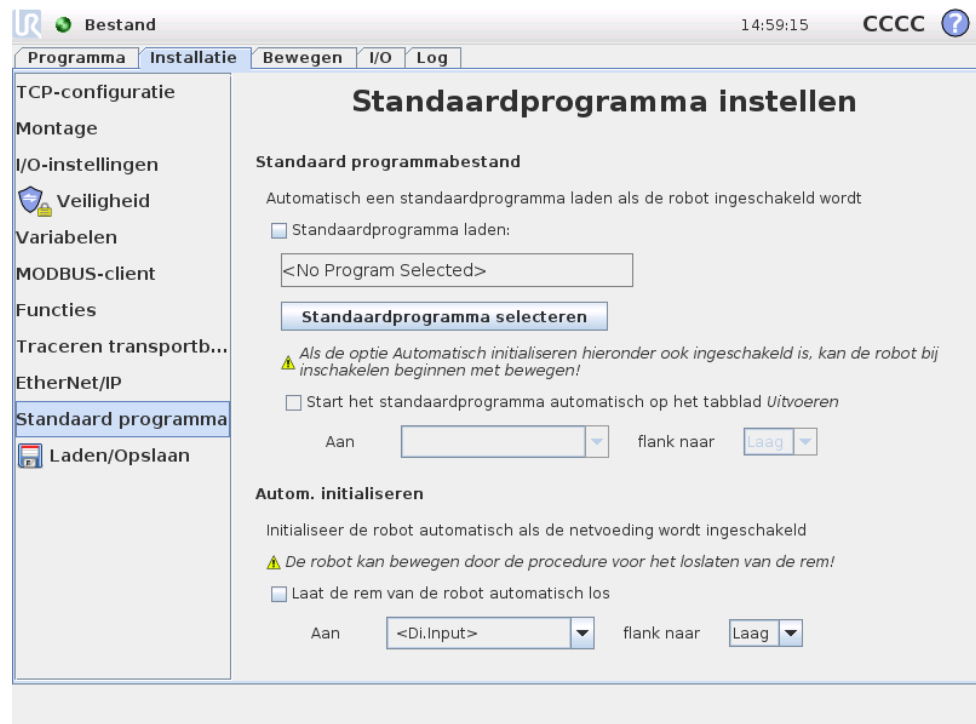 UR Bestand 14:59:15 CCCC ?
Programma Installatie Bewegen I/O Log
TCP-configuratie
Montage
I/O-instellingen
Veiligheid
Variabelen
MODBUS-client
Functies
Traceren transportb...
EtherNet/IP
Standaard programma
Laden/Opslaan
Standaardprogramma instellen
Standaard programmabestand
Automatisch een standaardprogramma laden als de robot ingeschakeld wordt
Standaardprogramma laden:
<No Program Selected>
Standaardprogramma selecteren
Als de optie Automatisch initialiseren hieronder ook ingeschakeld is, kan de robot bij
inschakelen beginnen met bewegen!
Start het standaardprogramma automatisch op het tabblad Uitvoeren
Aan flank naar Laag
Autom. initialiseren
Initialiseer de robot automatisch als de netvoeding wordt ingeschakeld
De robot kan bewegen door de procedure voor het loslaten van de rem!
Laat de rem van de robot automatisch los
Aan <Di.Input> flank naar Laag